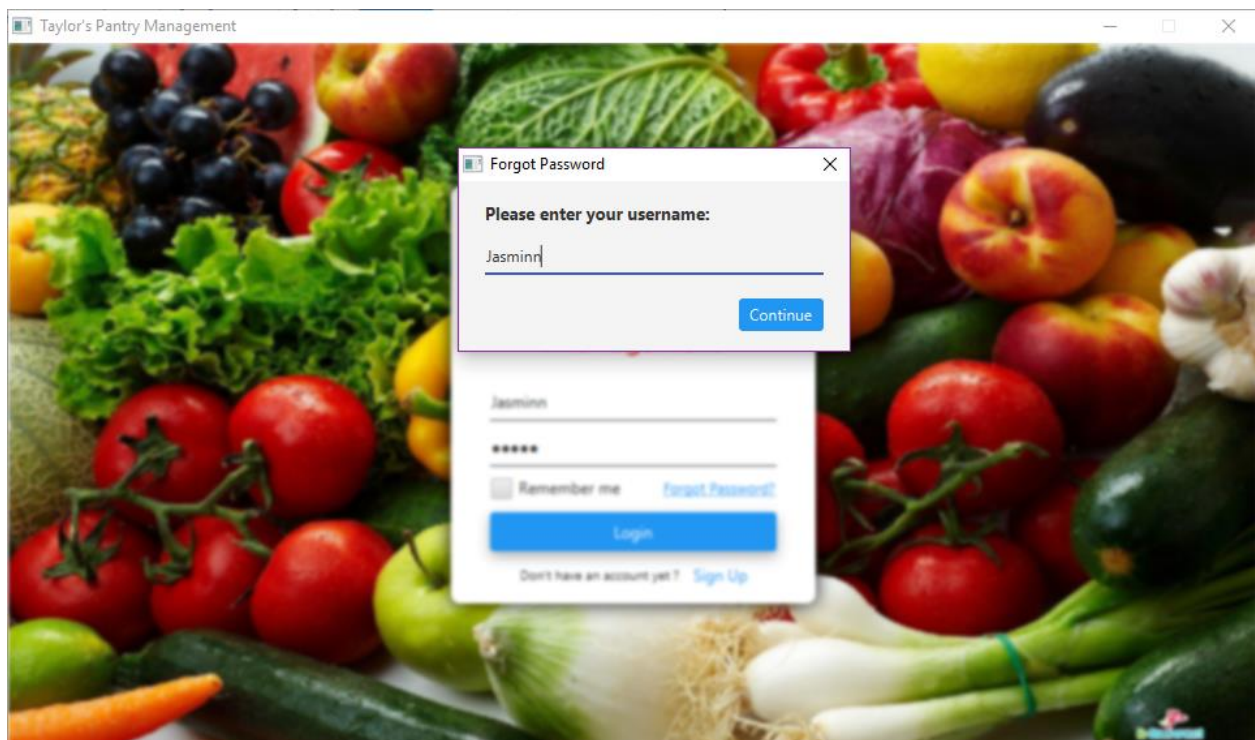 Taylor's Pantry Management
Forgot Password
Please enter your username:
Jasminn
Continue
Jasminn
•••••
Remember me
Forgot Password?
Login
Don't have an account yet ?
Sign Up